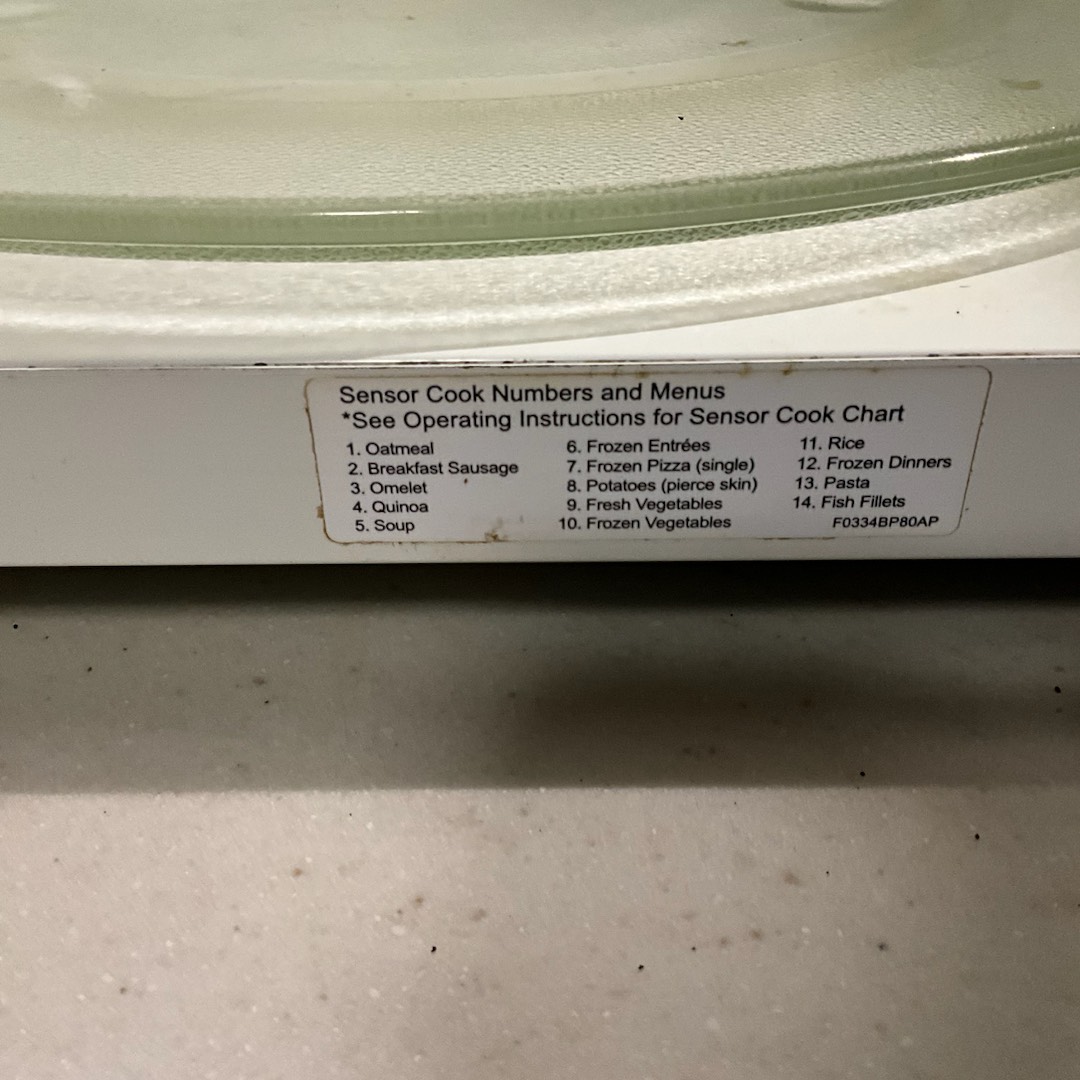 Sensor Cook Numbers and Menus
*See Operating Instructions for Sensor Cook Chart
1. Oatmeal
2. Breakfast Sausage
3. Omelet
4. Quinoa
5. Soup
6. Frozen Entrées
7. Frozen Pizza (single)
8. Potatoes (pierce skin)
9. Fresh Vegetables
10. Frozen Vegetables
11. Rice
12. Frozen Dinners
13. Pasta
14. Fish Fillets
F0334BP80AP